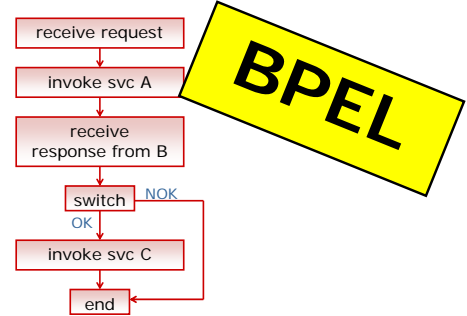 receive request
BPEL
invoke svc A
receive
response from B
switch
NOK
OK
invoke svc C
end